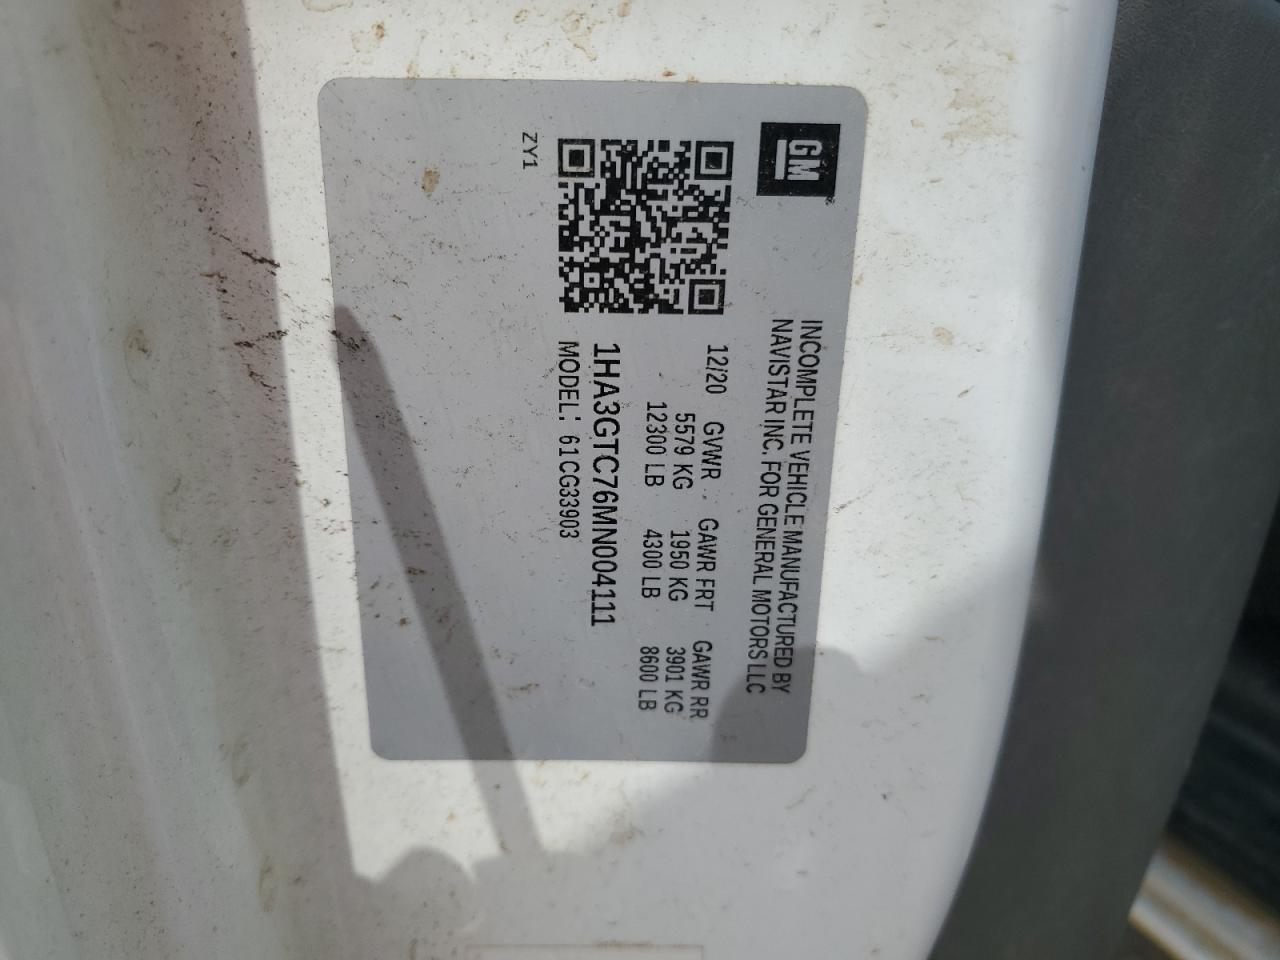 GM
INCOMPLETE VEHICLE MANUFACTURED BY
NAVISTAR INC. FOR GENERAL MOTORS LLC
12/20 GVWR GAWR FRT GAWR RR
5579 KG 1950 KG 3901 KG
12300 LB 4300 LB 8600 LB
1HA3GTC76MN004111
MODEL: 61CG33903
ZY1